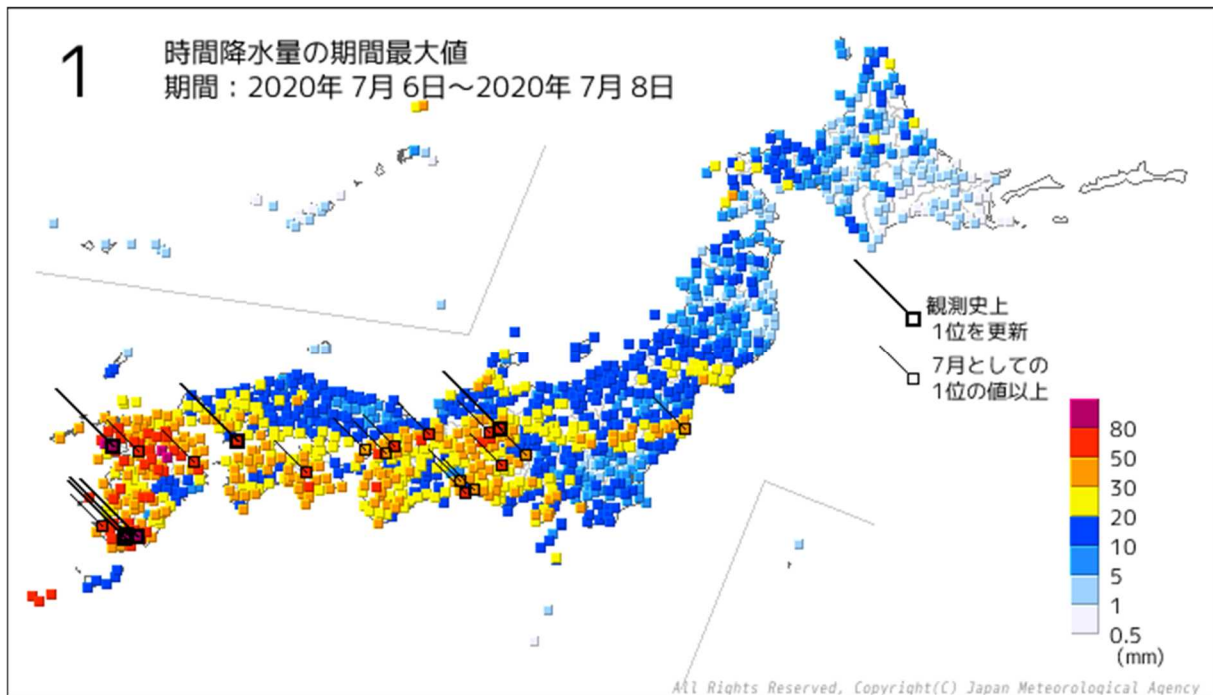 1
時間降水量の期間最大値
期間：2020年 7月 6日～2020年 7月 8日
観測史上
1位を更新
7月としての
1位の値以上
80
50
30
20
10
5
1
0.5
(mm)
All Rights Reserved, Copyright(C) Japan Meteorological Agency